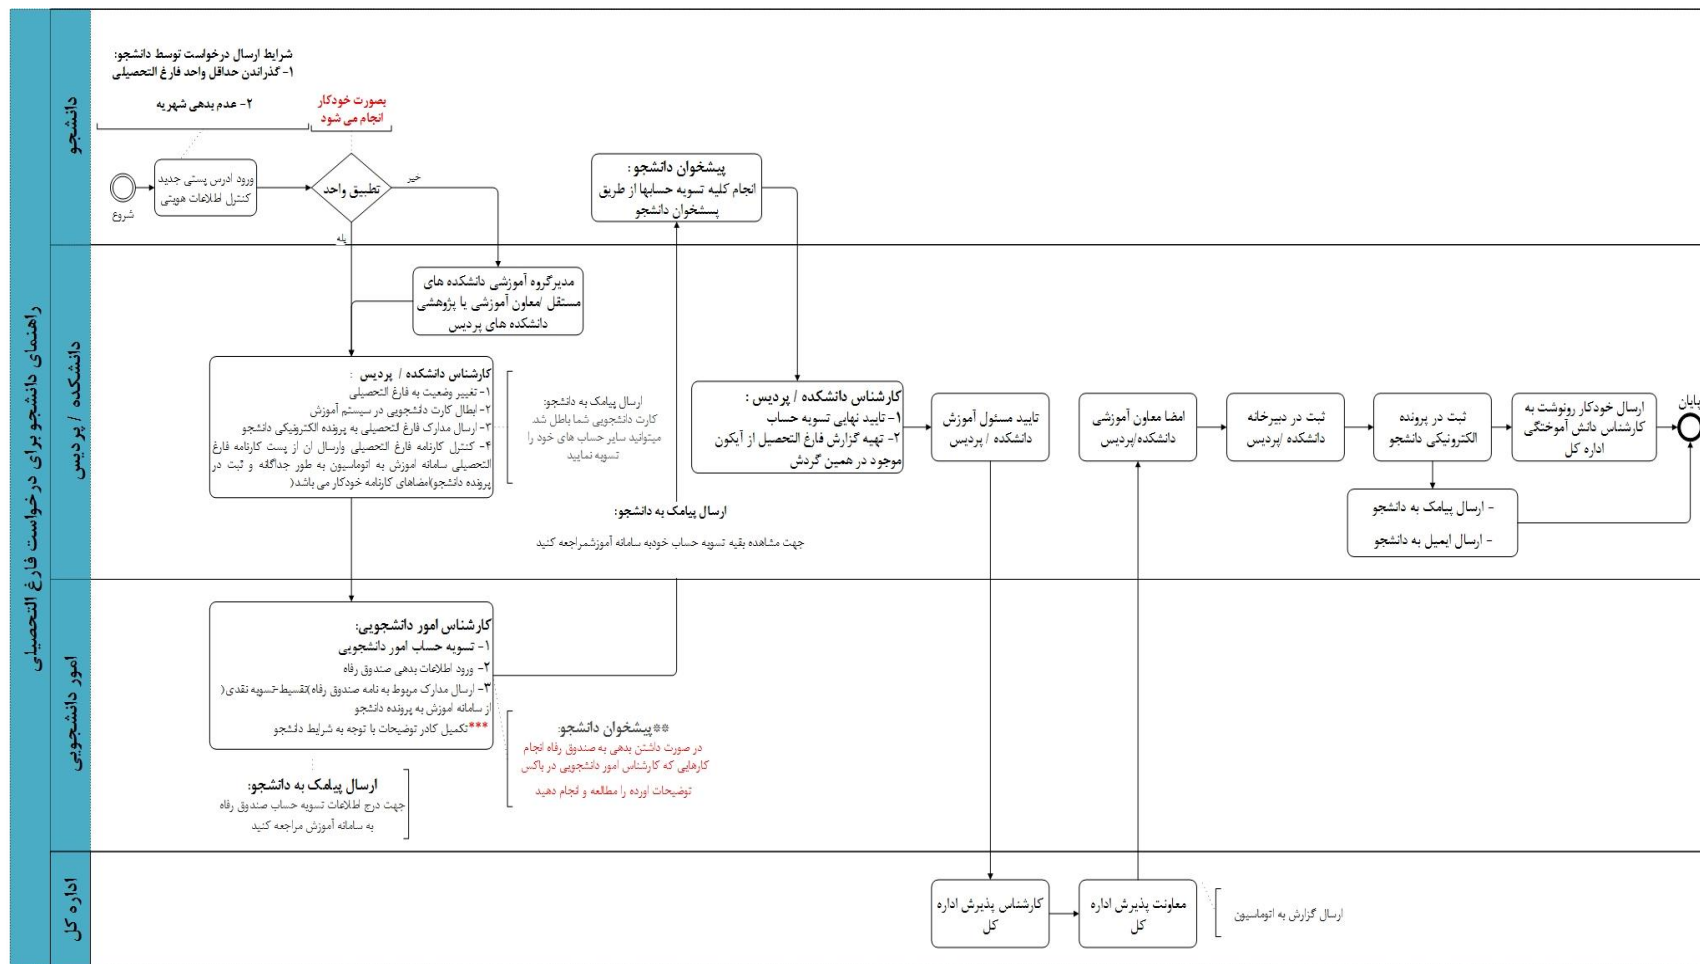 راهنمای دانشجو برای درخواست فارغ التحصیلی
دانشجو
شرایط ارسال درخواست توسط دانشجو:
۱- گذراندن حداقل واحد فارغ التحصیلی
۲- عدم بدهی شهریه
بصورت خودکار
انجام می شود
شروع
ورود ادرس پستی جدید
کنترل اطلاعات هویتی
تطبیق واحد
خیر
بله
پیشخوان دانشجو :
انجام کلیه تسویه حسابها از طریق
پسشخوان دانشجو
دانشکده / پردیس
مدیرگروه آموزشی دانشکده های
مستقل /معاون آموزشی یا پژوهشی
دانشکده های پردیس
کارشناس دانشکده / پردیس :
۱- تغییر وضعیت به فارغ التحصیلی
۲- ابطال کارت دانشجویی در سیستم آموزش
۳- ارسال مدارک فارغ لتحصیلی به پرونده الکترونیکی دانشجو
۴- کنترل کارنامه فارغ التحصیلی وارسال ان از پست کارنامه فارغ
التحصیلی سامانه اموزش به اتوماسیون به طور جداگانه و ثبت در
پرونده دانشجو)امضاهای کارنامه خودکار می باشد(
ارسال پیامک به دانشجو:
کارت دانشجویی شما باطل شد
میتوانید سایر حساب های خود را
تسویه نمایید
ارسال پیامک به دانشجو:
جهت مشاهده بقیه تسویه حساب خودبه سامانه آموزشمراجعه کنید
کارشناس دانشکده / پردیس :
۱- تایید نهایی تسویه حساب
۲- تهیه گزارش فارغ التحصیل از آیکون
موجود در همین گردش
تایید مسئول آموزش
دانشکده / پردیس
امضا معاون آموزشی
دانشکده/پردیس
ثبت در دبیرخانه
دانشکده /پردیس
ثبت در پرونده
الکترونیکی دانشجو
ارسال خودکار رونوشت به
کارشناس دانش آموختگی
اداره کل
پایان
- ارسال پیامک به دانشجو
- ارسال ایمیل به دانشجو
امور دانشجویی
کارشناس امور دانشجویی:
۱- تسویه حساب امور دانشجویی
۲- ورود اطلاعات بدهی صندوق رفاه
۳- ارسال مدارک مربوط به نامه صندوق رفاه)تقسیط-تسویه نقدی(
از سامانه اموزش به پرونده دانشجو
***تکمیل کادر توضیحات با توجه به شرایط دانشجو
**پیشخوان دانشجو:
در صورت داشتن بدهی به صندوق رفاه انجام
کارهایی که کارشناس امور دانشجویی در باکس
توضیحات اورده را مطالعه و انجام دهید
ارسال پیامک به دانشجو:
جهت درج اطلاعات تسویه حساب صندوق رفاه
به سامانه آموزش مراجعه کنید
اداره کل
کارشناس پذیرش اداره
کل
معاونت پذیرش اداره
کل
ارسال گزارش به اتوماسیون